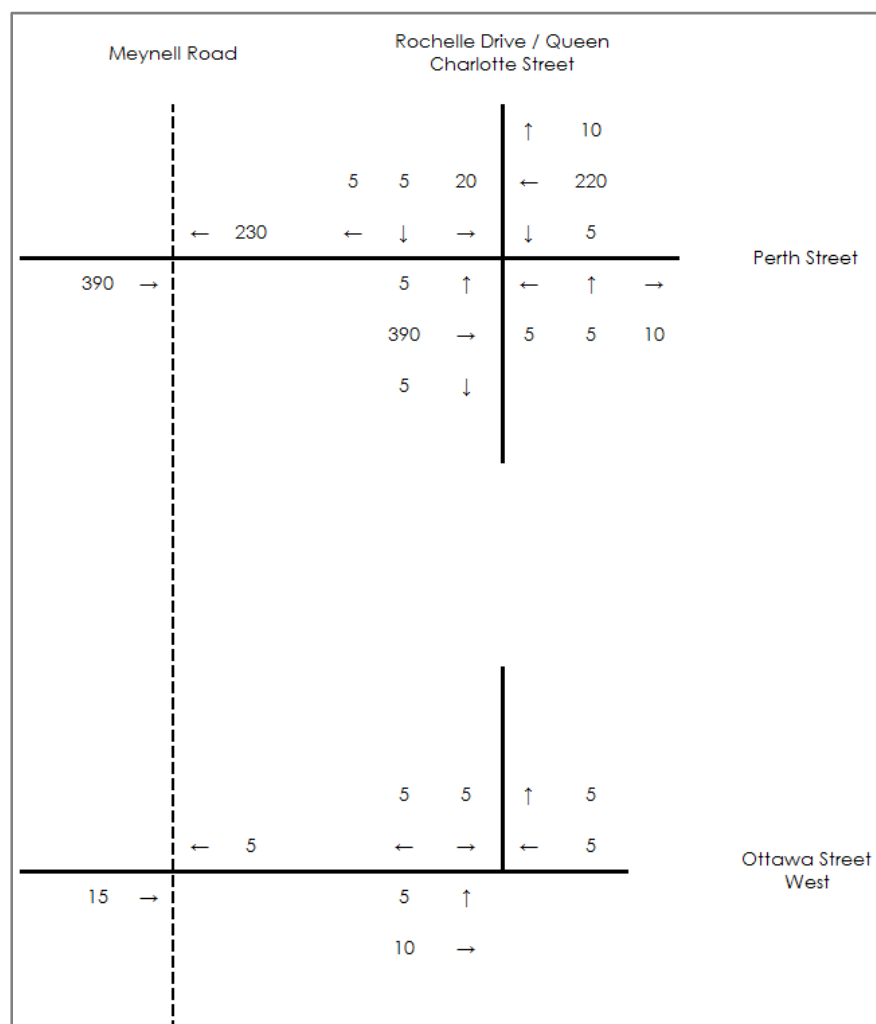 Meynell Road
Rochelle Drive / Queen
Charlotte Street
↑ 10
5 5 20 ← 220
← 230 ← ↓ → ↓ 5
Perth Street
390 → 5 ↑ ← ↑ →
390 → 5 5 10
5 ↓
5 5 ↑ 5
← 5 ← → ← 5
Ottawa Street
West
15 → 5 ↑
10 →